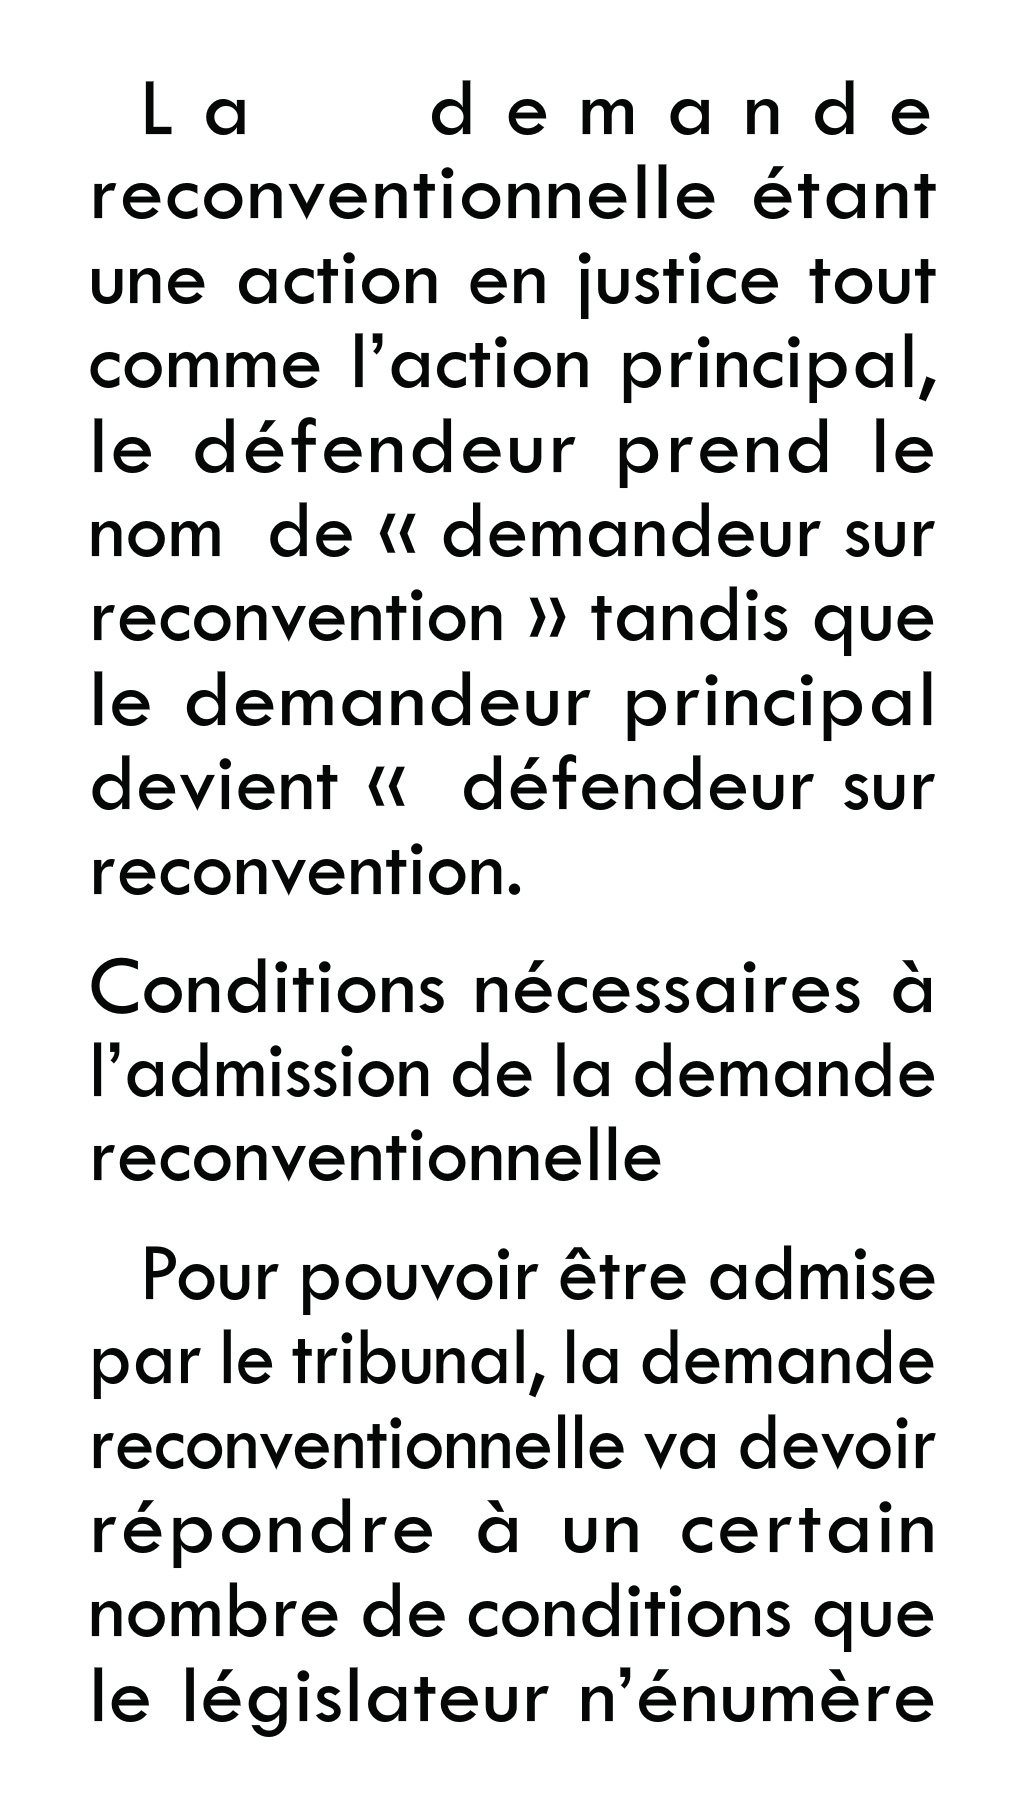 La demande
reconventionnelle étant
une action en justice tout
comme l’action principal,
le défendeur prend le
nom de « demandeur sur
reconvention » tandis que
le demandeur principal
devient « défendeur sur
reconvention.
Conditions nécessaires à
l’admission de la demande
reconventionnelle
Pour pouvoir être admise
par le tribunal, la demande
reconventionnelle va devoir
répondre à un certain
nombre de conditions que
le législateur n’énumère